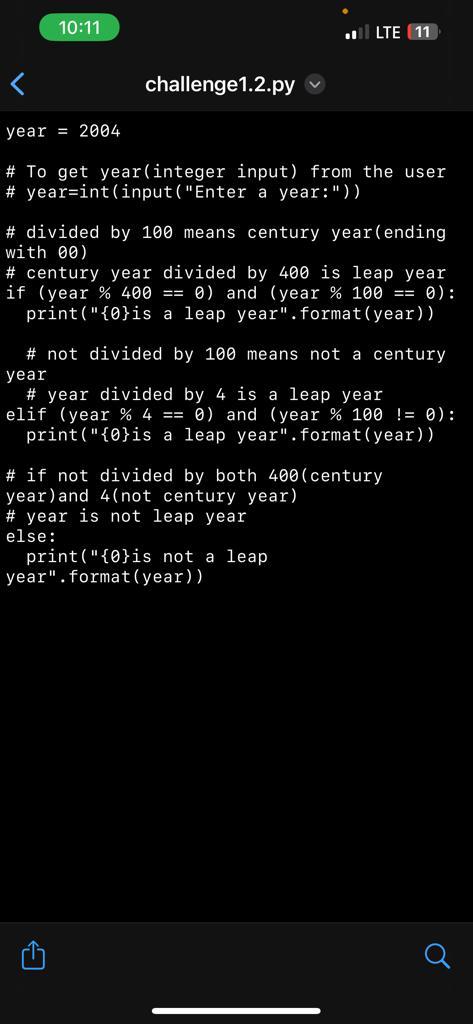 10:11
LTE 11
challenge1.2.py
year = 2004
# To get year(integer input) from the user
# year=int(input("Enter a year:"))
# divided by 100 means century year(ending
with 00)
# century year divided by 400 is leap year
if (year % 400 == 0) and (year % 100 == 0):
  print("{0}is a leap year".format(year))
  # not divided by 100 means not a century
year
  # year divided by 4 is a leap year
elif (year % 4 == 0) and (year % 100 != 0):
  print("{0}is a leap year".format(year))
# if not divided by both 400(century
year)and 4(not century year)
# year is not leap year
else:
  print("{0}is not a leap
year".format(year))